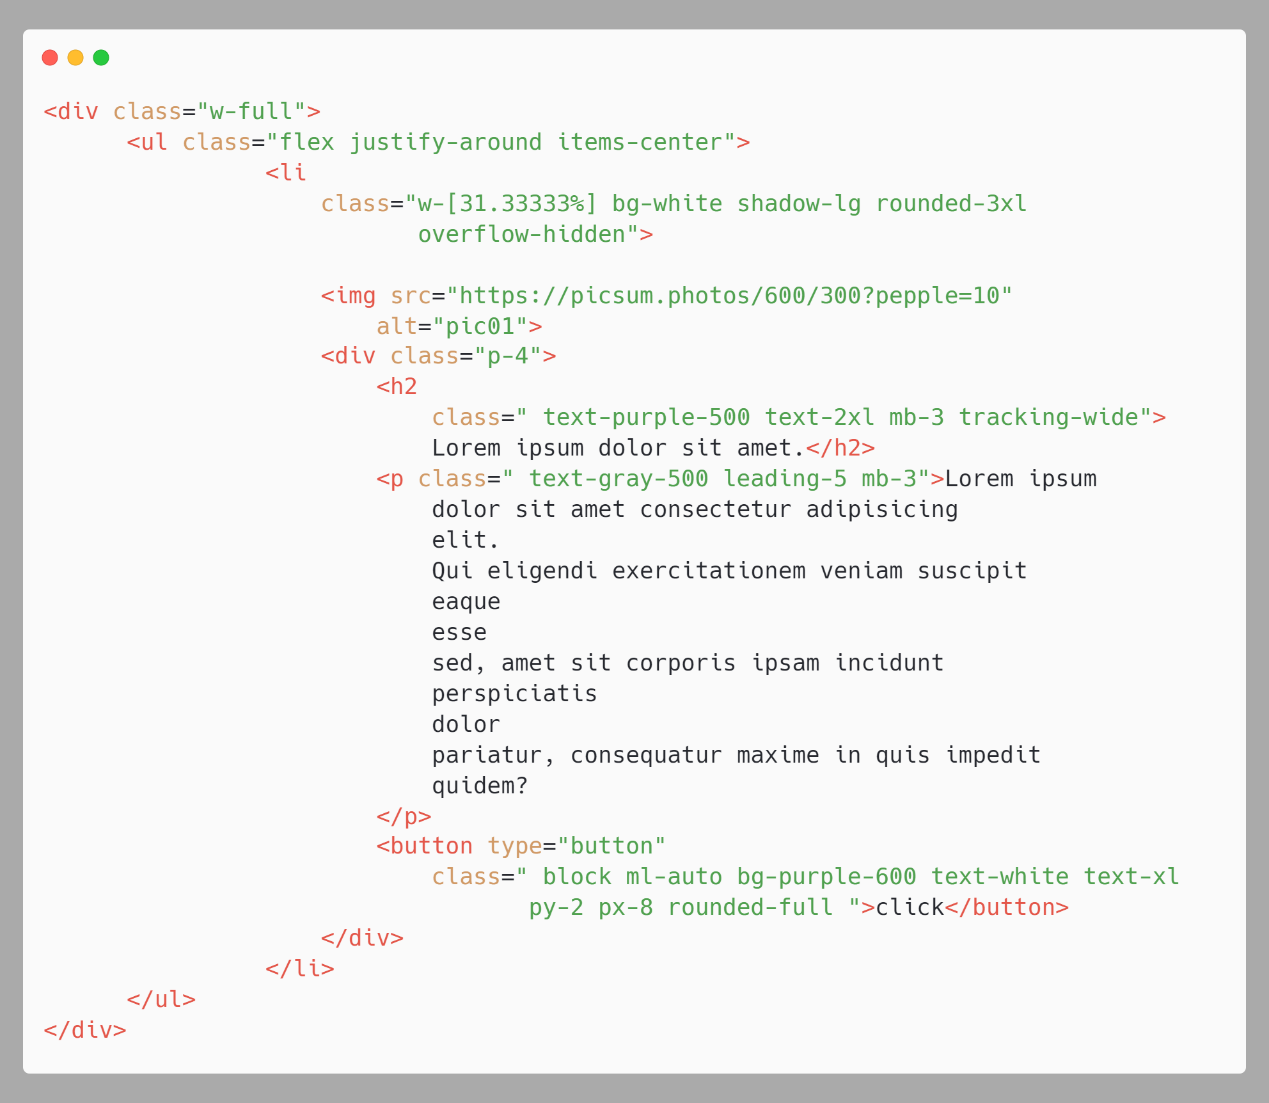 <div class="w-full">
<ul class="flex justify-around items-center">
<li
class="w-[31.33333%] bg-white shadow-lg rounded-3xl
overflow-hidden">
<img src="https://picsum.photos/600/300?pepple=10"
alt="pic01">
<div class="p-4">
<h2
class=" text-purple-500 text-2xl mb-3 tracking-wide">
Lorem ipsum dolor sit amet.</h2>
<p class=" text-gray-500 leading-5 mb-3">Lorem ipsum
dolor sit amet consectetur adipisicing
elit.
Qui eligendi exercitationem veniam suscipit
eaque
esse
sed, amet sit corporis ipsam incidunt
perspiciatis
dolor
pariatur, consequatur maxime in quis impedit
quidem?
</p>
<button type="button"
class=" block ml-auto bg-purple-600 text-white text-xl
py-2 px-8 rounded-full ">click</button>
</div>
</li>
</ul>
</div>